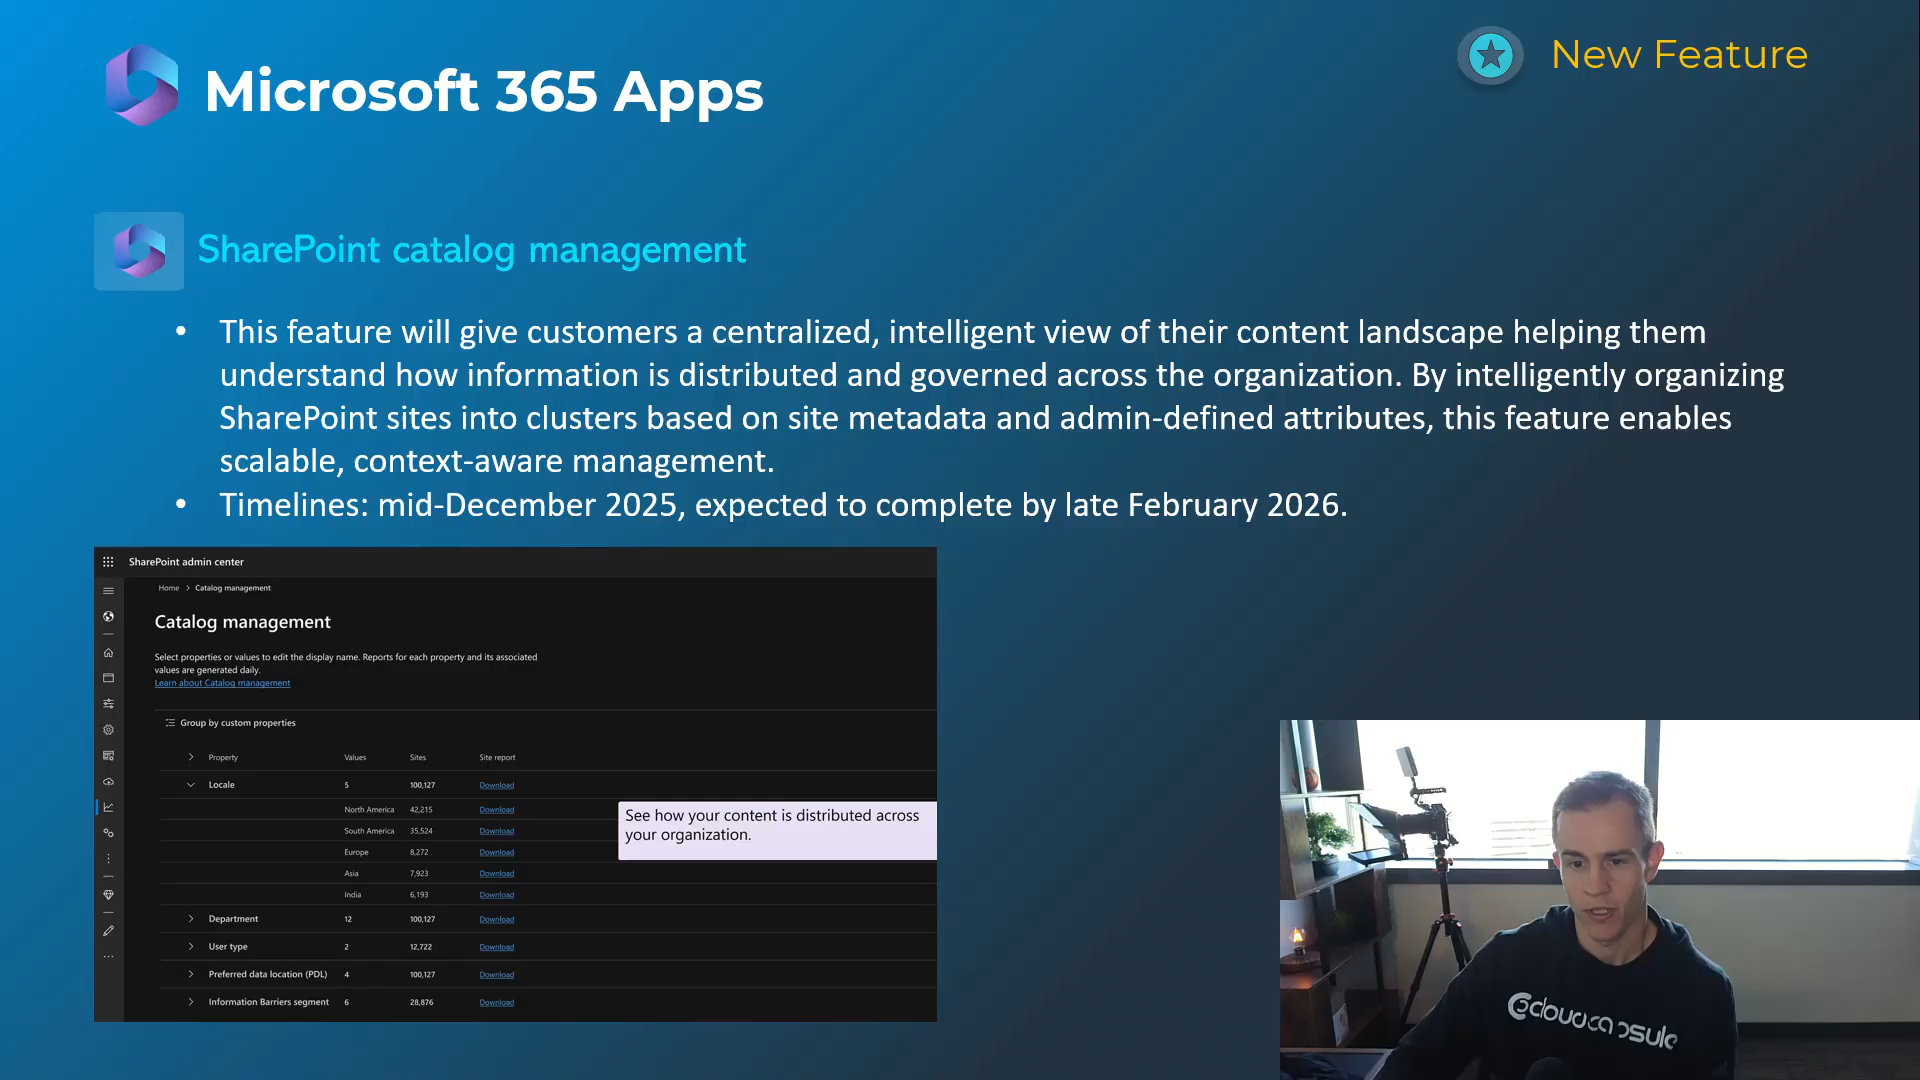 Microsoft 365 Apps
New Feature
SharePoint catalog management
• This feature will give customers a centralized, intelligent view of their content landscape helping them
understand how information is distributed and governed across the organization. By intelligently organizing
SharePoint sites into clusters based on site metadata and admin-defined attributes, this feature enables
scalable, context-aware management.
• Timelines: mid-December 2025, expected to complete by late February 2026.
SharePoint admin center
Home > Catalog management
Catalog management
Select properties or values to edit the display name. Reports for each property and its associated
values are generated daily.
Learn about Catalog management
Group by custom properties
Property Values Sites Site report
Locale 5 100,127 Download
North America 42,215 Download
South America 35,524 Download
Europe 8,272 Download
Asia 7,923 Download
India 6,193 Download
Department 12 100,127 Download
User type 2 12,722 Download
Preferred data location (PDL) 4 100,127 Download
Information Barriers segment 6 28,876 Download
See how your content is distributed across
your organization.
cloudcapsule